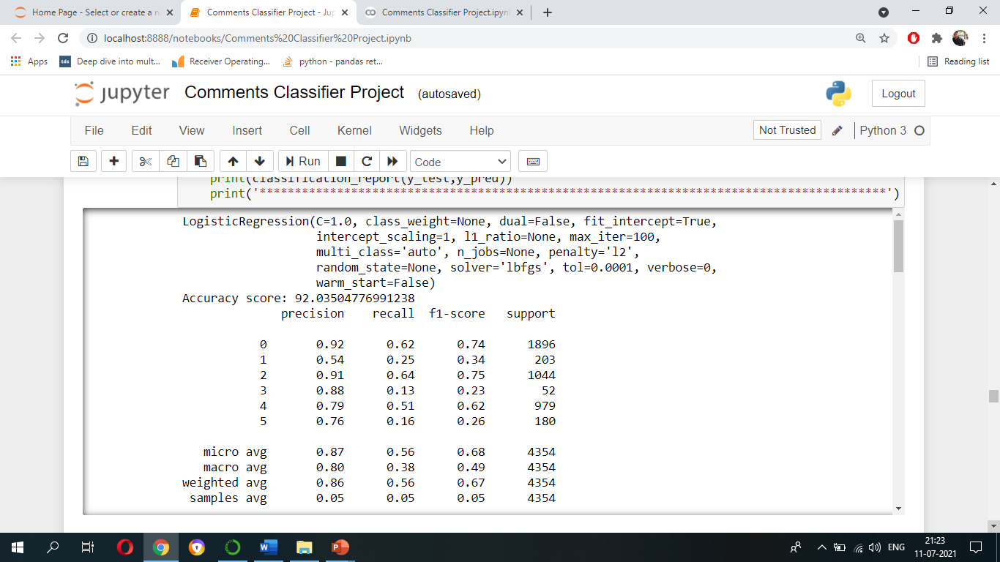 Home Page - Select or create a n
Comments Classifier Project - Jup
Comments Classifier Project.ipyn
localhost:8888/notebooks/Comments%20Classifier%20Project.ipynb
Apps
tds
Deep dive into mult...
Receiver Operating...
python - pandas ret...
Reading list
jupyter
Comments Classifier Project (autosaved)
Logout
File Edit View Insert Cell Kernel Widgets Help
Not Trusted
Python 3
Run
Code
print(classification_report(y_test,y_pred))
print('*****************************************************************************************')
LogisticRegression(C=1.0, class_weight=None, dual=False, fit_intercept=True,
intercept_scaling=1, l1_ratio=None, max_iter=100,
multi_class='auto', n_jobs=None, penalty='l2',
random_state=None, solver='lbfgs', tol=0.0001, verbose=0,
warm_start=False)
Accuracy score: 92.03504776991238
precision recall f1-score support
0 0.92 0.62 0.74 1896
1 0.54 0.25 0.34 203
2 0.91 0.64 0.75 1044
3 0.88 0.13 0.23 52
4 0.79 0.51 0.62 979
5 0.76 0.16 0.26 180
micro avg 0.87 0.56 0.68 4354
macro avg 0.80 0.38 0.49 4354
weighted avg 0.86 0.56 0.67 4354
samples avg 0.05 0.05 0.05 4354
ENG
21:23
11-07-2021